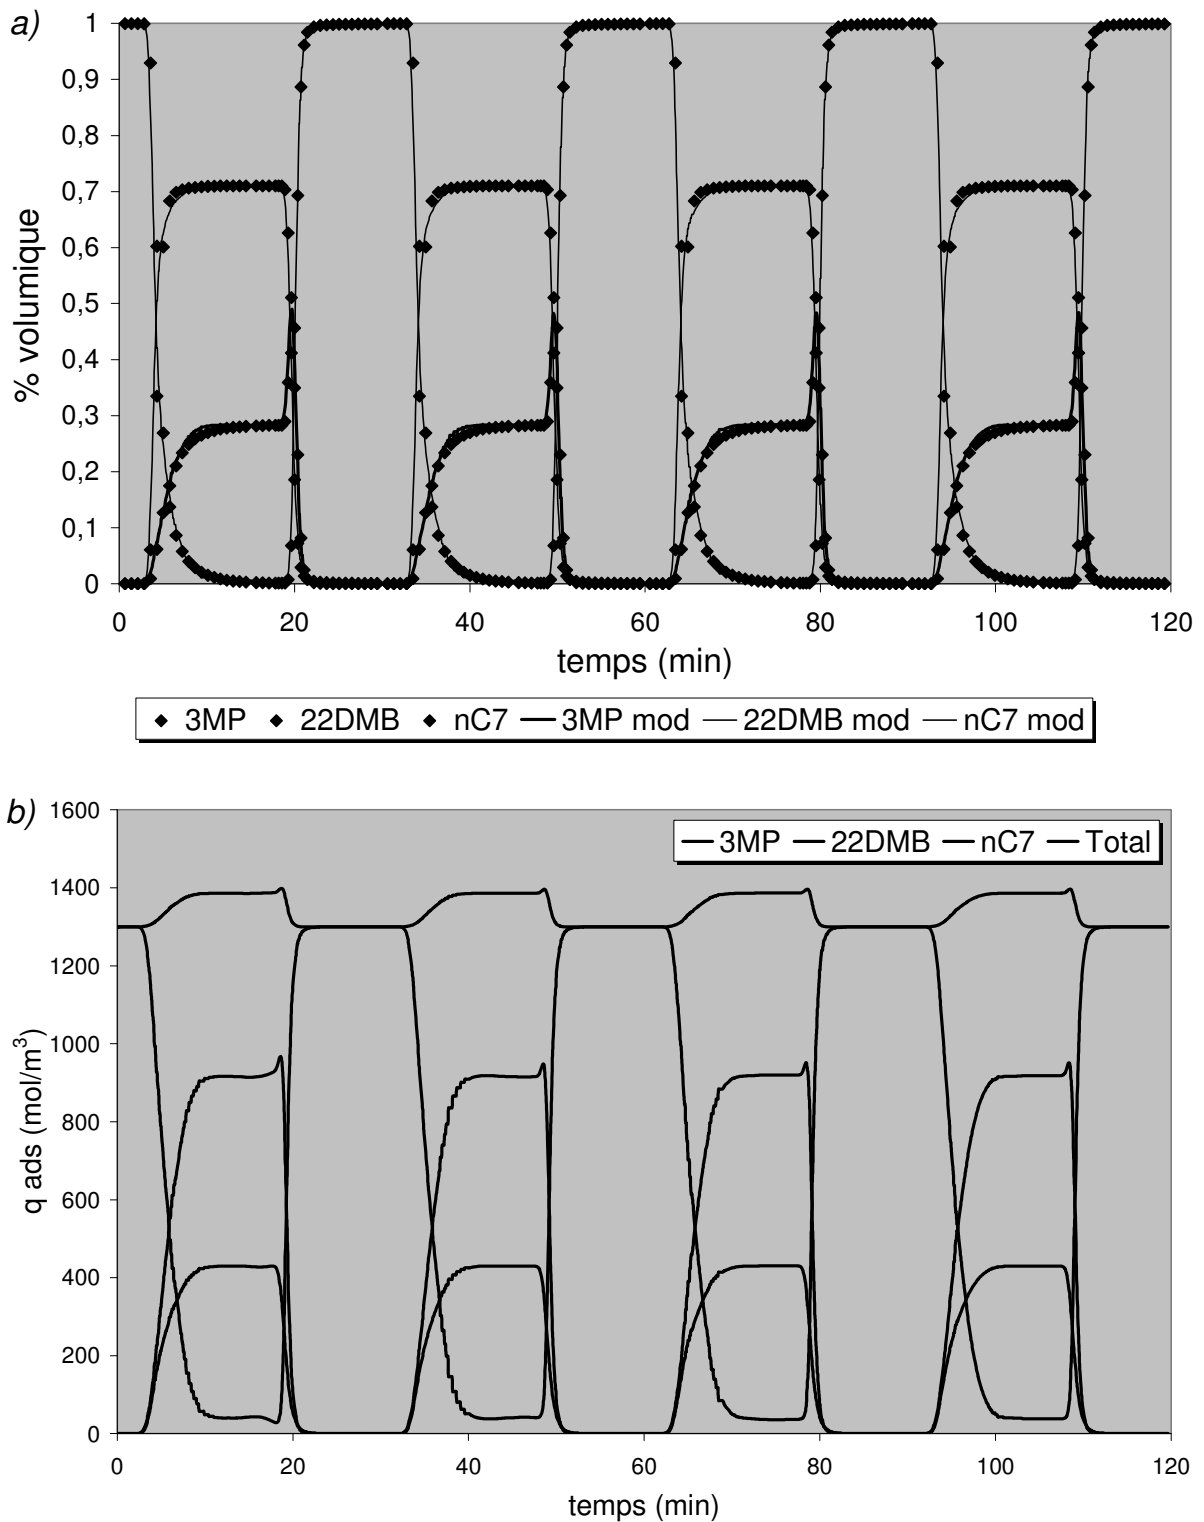 a)
1
0,9
0,8
0,7
0,6
0,5
0,4
0,3
0,2
0,1
0
% volumique
0 20 40 60 80 100 120
temps (min)
3MP 22DMB nC7 3MP mod 22DMB mod nC7 mod
b)
1600
1400
1200
1000
800
600
400
200
0
q ads (mol/m³)
3MP 22DMB nC7 Total
0 20 40 60 80 100 120
temps (min)